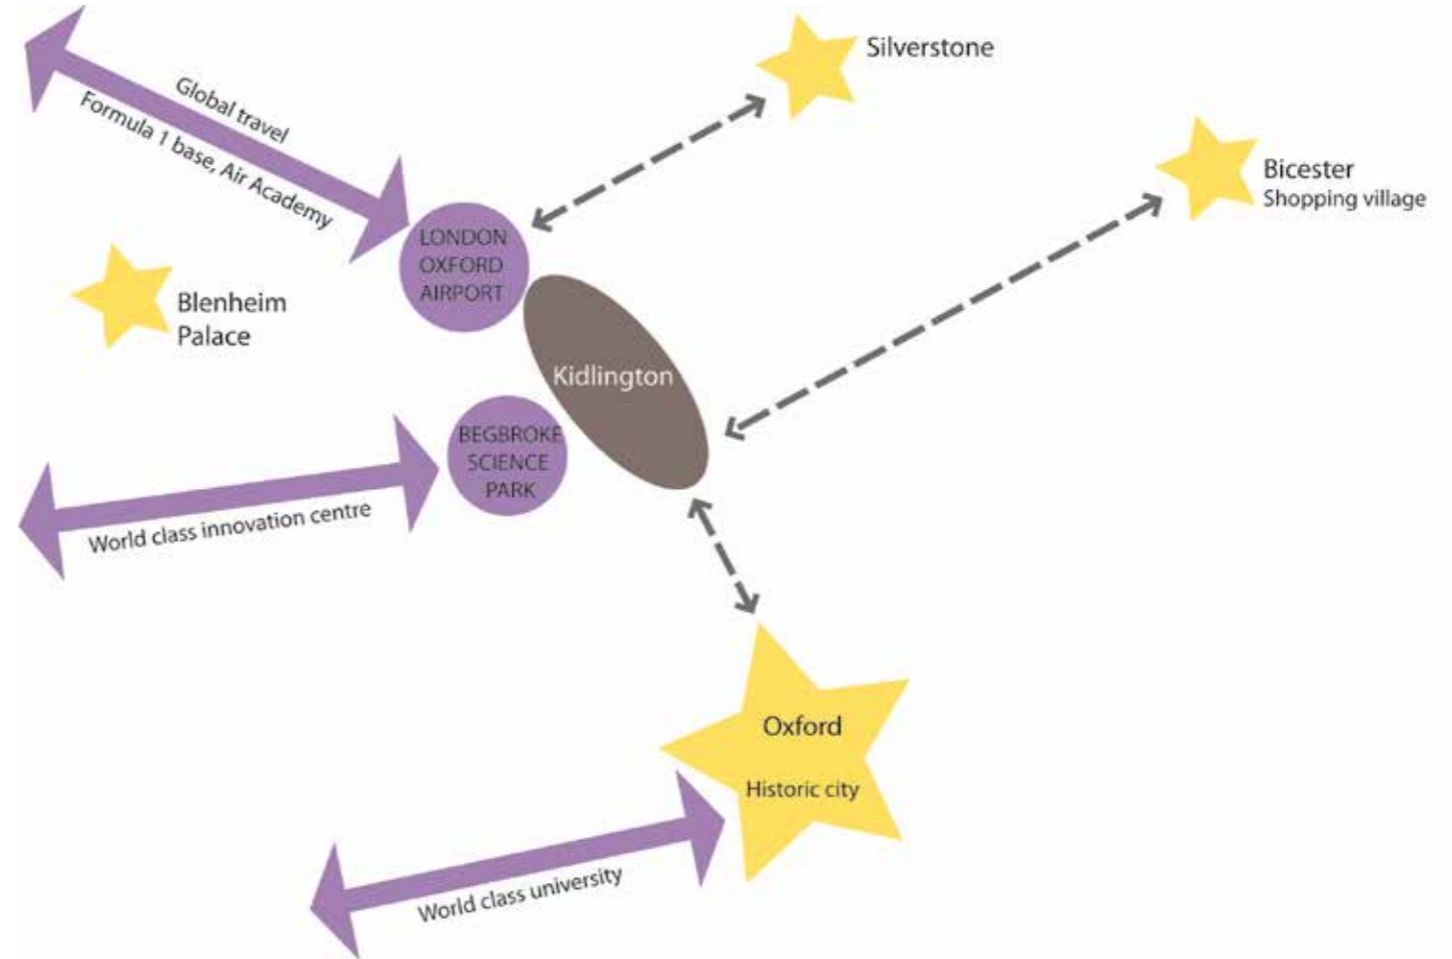 Silverstone
Global travel
Formula 1 base, Air Academy
Bicester
Shopping village
LONDON
OXFORD
AIRPORT
Blenheim
Palace
Kidlington
BEGBROKE
SCIENCE
PARK
World class innovation centre
Oxford
Historic city
World class university